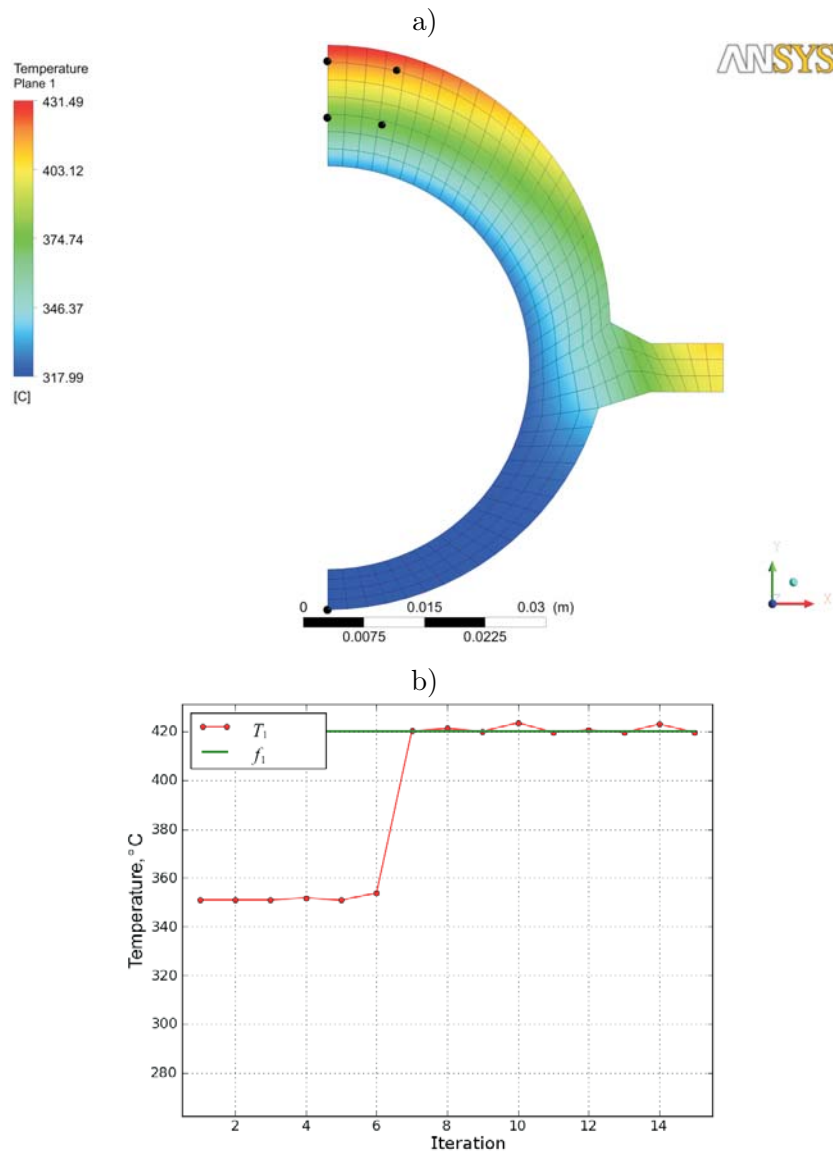 a)
ANSYS
Temperature
Plane 1
431.49
403.12
374.74
346.37
317.99
[C]
Y
X
0 0.015 0.03 (m)
0.0075 0.0225
b)
T1
f1
420
400
380
360
340
320
300
280
Temperature, °C
2 4 6 8 10 12 14
Iteration